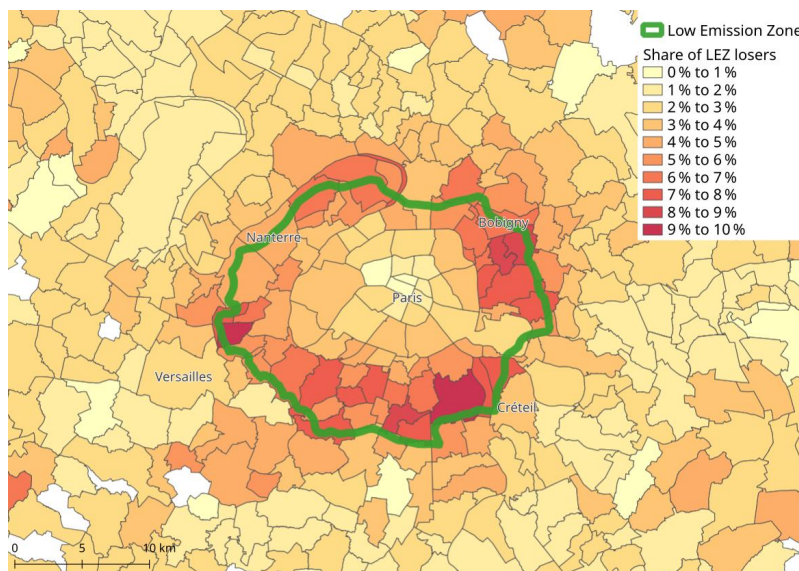 Low Emission Zone
Share of LEZ losers
0 % to 1 %
1 % to 2 %
2 % to 3 %
3 % to 4 %
4 % to 5 %
5 % to 6 %
6 % to 7 %
7 % to 8 %
8 % to 9 %
9 % to 10 %
Bobigny
Nanterre
Paris
Versailles
Créteil
0 5 10 km